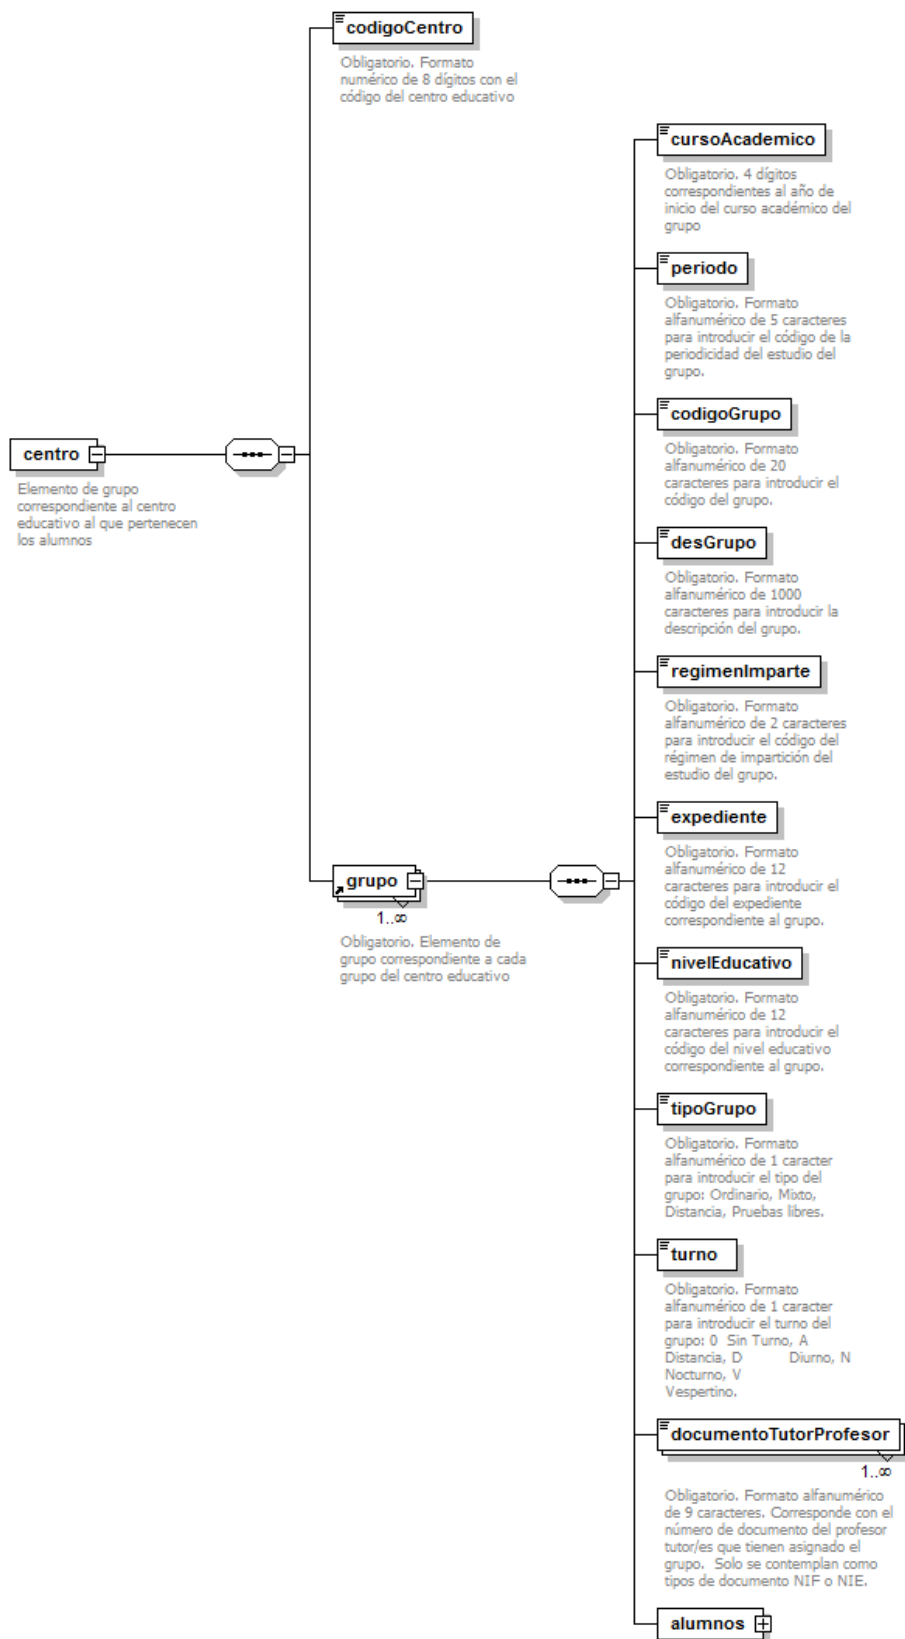 codigoCentro
Obligatorio. Formato
numérico de 8 dígitos con el
código del centro educativo
centro
Elemento de grupo
correspondiente al centro
educativo al que pertenecen
los alumnos
grupo
1..∞
Obligatorio. Elemento de
grupo correspondiente a cada
grupo del centro educativo
cursoAcademico
Obligatorio. 4 dígitos
correspondientes al año de
inicio del curso académico del
grupo
periodo
Obligatorio. Formato
alfanumérico de 5 caracteres
para introducir el código de la
periodicidad del estudio del
grupo.
codigoGrupo
Obligatorio. Formato
alfanumérico de 20
caracteres para introducir el
código del grupo.
desGrupo
Obligatorio. Formato
alfanumérico de 1000
caracteres para introducir la
descripción del grupo.
regimenImparte
Obligatorio. Formato
alfanumérico de 2 caracteres
para introducir el código del
régimen de impartición del
estudio del grupo.
expediente
Obligatorio. Formato
alfanumérico de 12
caracteres para introducir el
código del expediente
correspondiente al grupo.
nivelEducativo
Obligatorio. Formato
alfanumérico de 12
caracteres para introducir el
código del nivel educativo
correspondiente al grupo.
tipoGrupo
Obligatorio. Formato
alfanumérico de 1 caracter
para introducir el tipo del
grupo: Ordinario, Mixto,
Distancia, Pruebas libres.
turno
Obligatorio. Formato
alfanumérico de 1 caracter
para introducir el turno del
grupo: 0 Sin Turno, A
Distancia, D Diurno, N
Nocturno, V
Vespertino.
documentoTutorProfesor
1..∞
Obligatorio. Formato alfanumérico
de 9 caracteres. Corresponde con el
número de documento del profesor
tutor/es que tienen asignado el
grupo. Solo se contemplan como
tipos de documento NIF o NIE.
alumnos